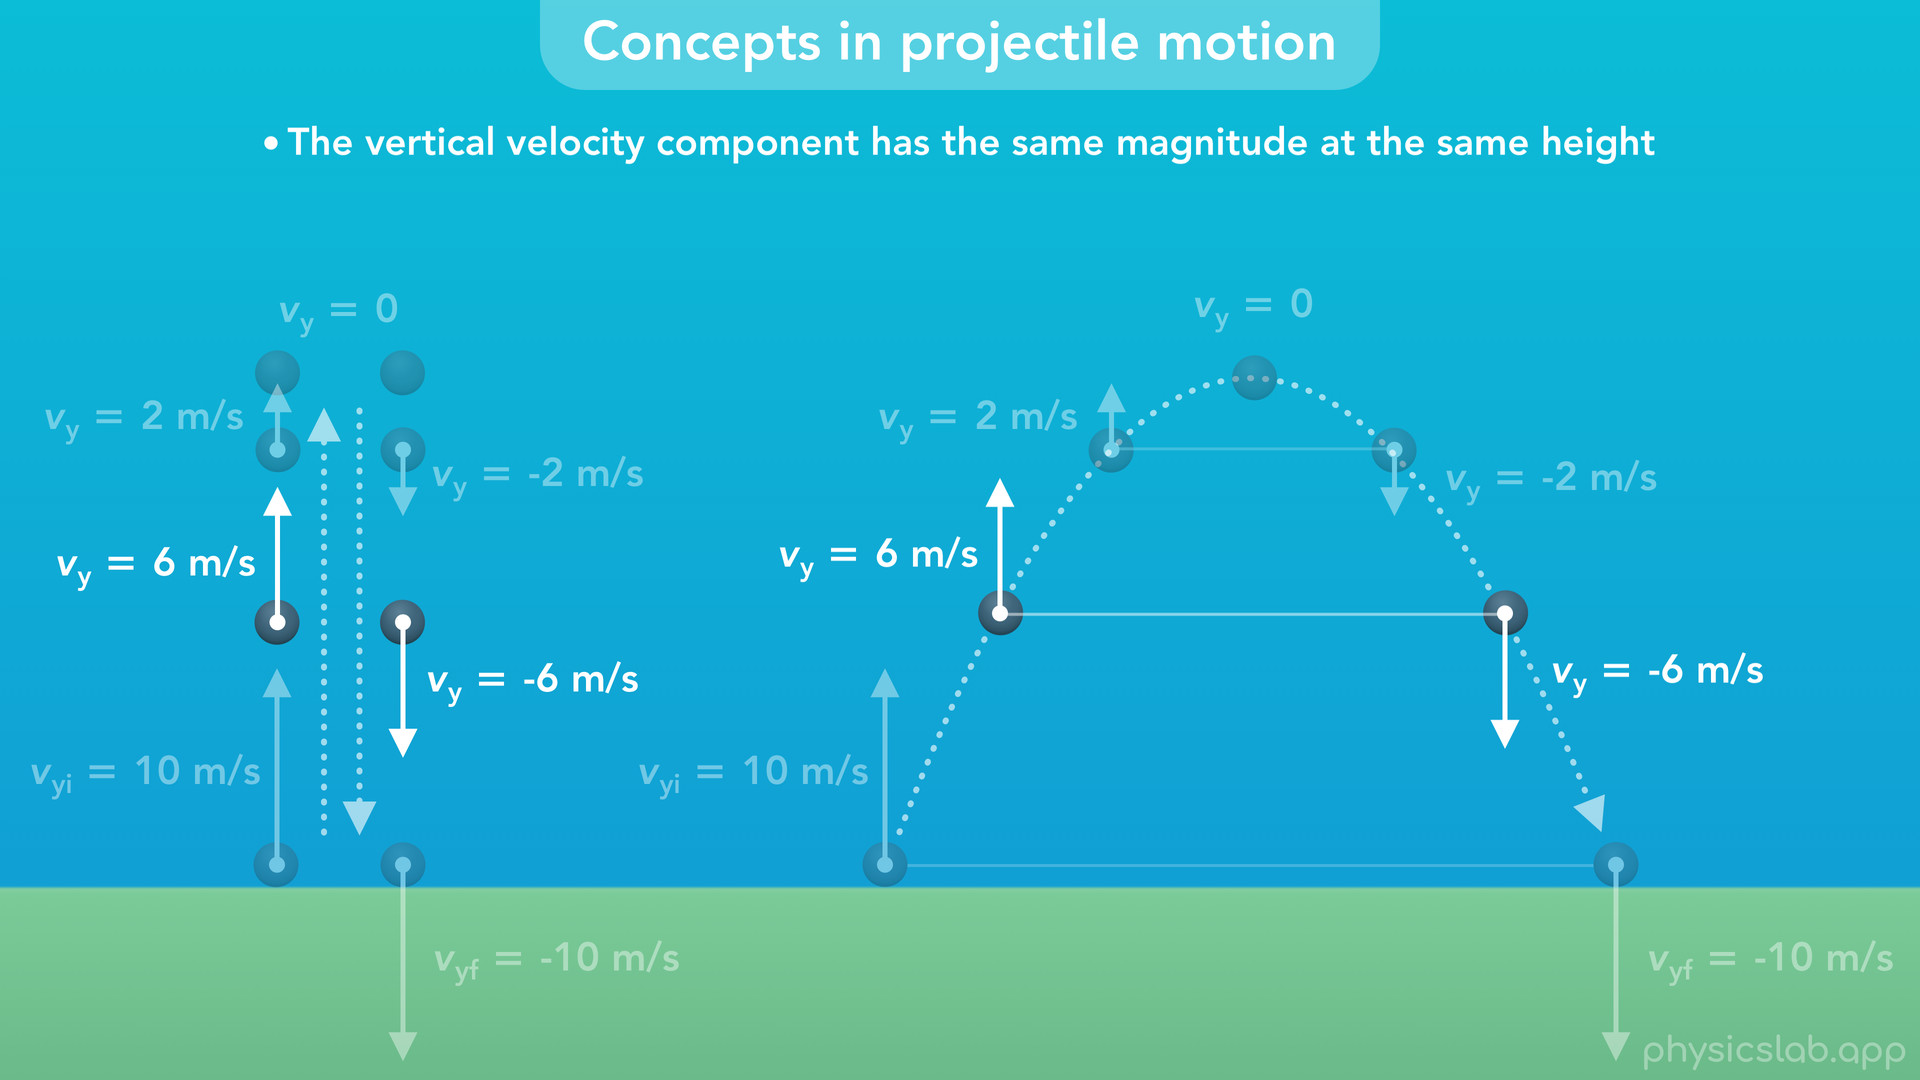 Concepts in projectile motion
• The vertical velocity component has the same magnitude at the same height
vy = 0
vy = 2 m/s
vy = -2 m/s
vy = 6 m/s
vy = -6 m/s
vyi = 10 m/s
vyf = -10 m/s
vy = 0
vy = 2 m/s
vy = -2 m/s
vy = 6 m/s
vy = -6 m/s
vyi = 10 m/s
vyf = -10 m/s
physicslab.app